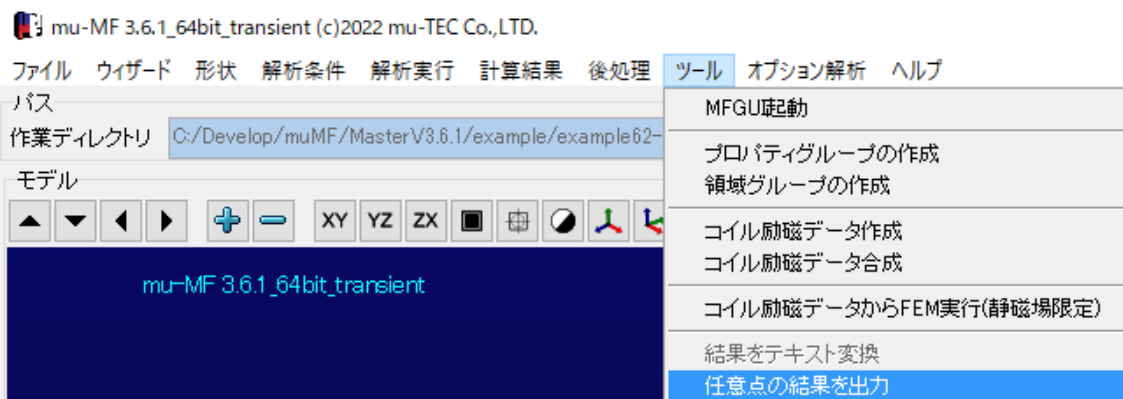 mu-MF 3.6.1_64bit_transient (c)2022 mu-TEC Co.,LTD.
ファイル ウィザード 形状 解析条件 解析実行 計算結果 後処理 ツール オプション解析 ヘルプ
パス
作業ディレクトリ C:/Develop/muMF/MasterV3.6.1/example/example62-
モデル
XY YZ ZX
mu-MF 3.6.1_64bit_transient
MFGUI起動
プロパティグループの作成
領域グループの作成
コイル励磁データ作成
コイル励磁データ合成
コイル励磁データからFEM実行(静磁場限定)
結果をテキスト変換
任意点の結果を出力